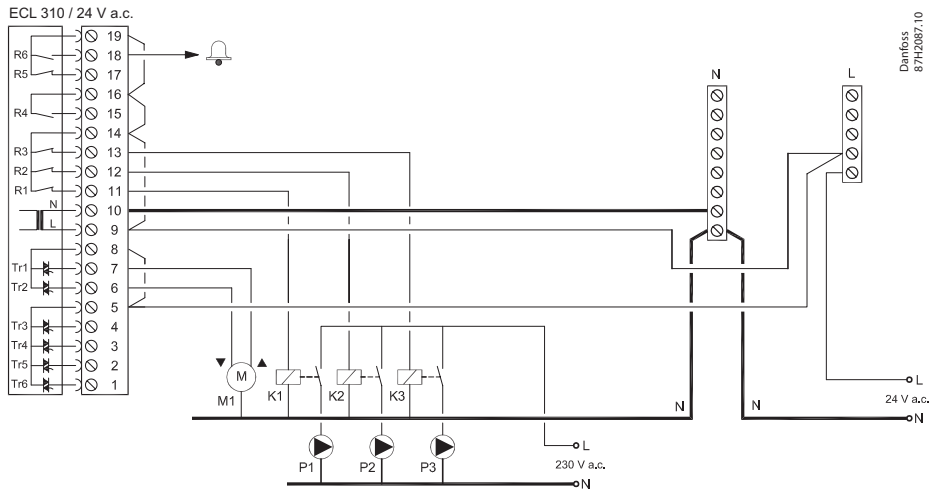 ECL 310 / 24 V a.c.
Danfoss
87H2087.10
19
R6 18
R5 17
16
R4 15
14
R3 13
R2 12
R1 11
N 10
L 9
8
Tr1 7
Tr2 6
5
Tr3 4
Tr4 3
Tr5 2
Tr6 1
N
L
M
M1
K1
K2
K3
N
N
L
24 V a.c.
N
P1
P2
P3
L
230 V a.c.
N